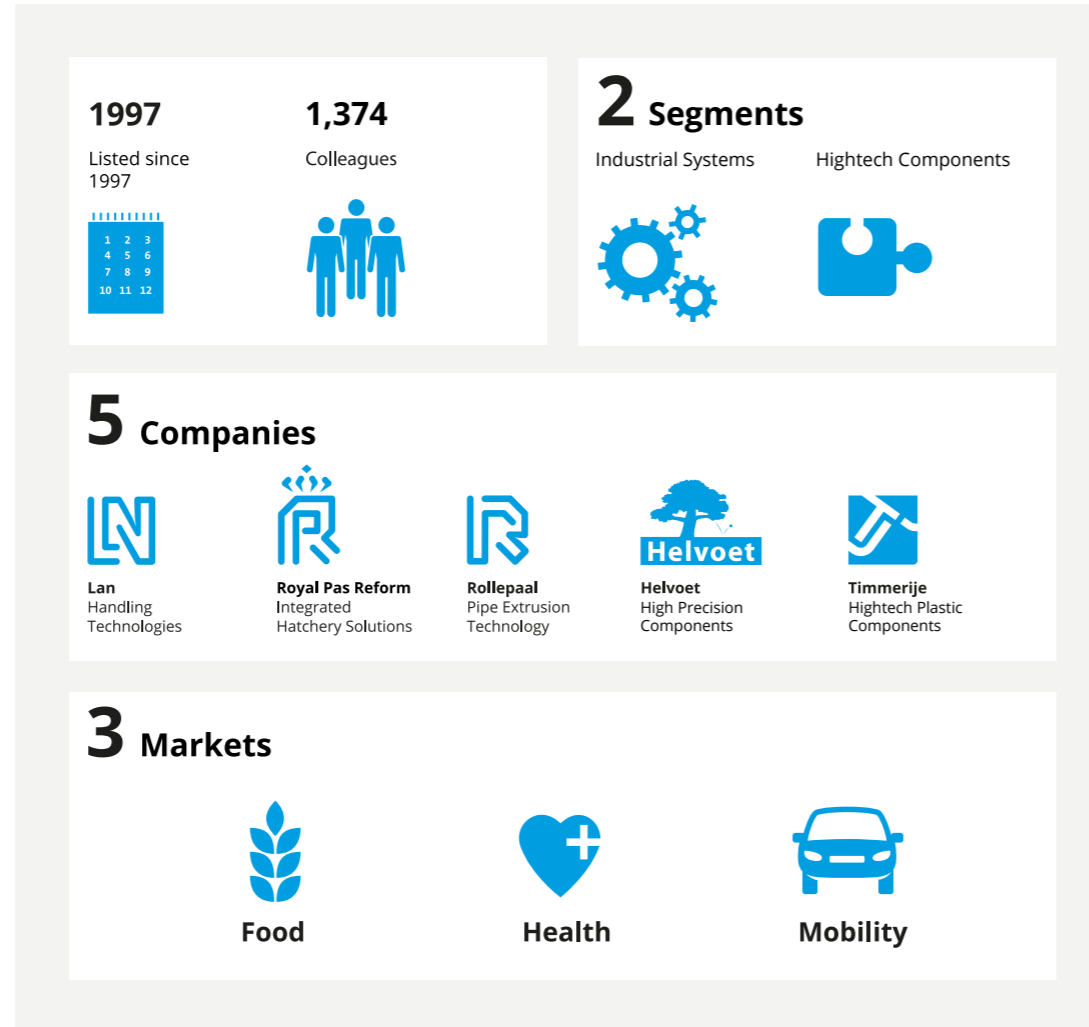 1997
Listed since
1997
1 2 3
4 5 6
7 8 9
10 11 12
1,374
Colleagues
2 Segments
Industrial Systems
Hightech Components
5 Companies
LN
Lan
Handling
Technologies
R
Royal Pas Reform
Integrated
Hatchery Solutions
R
Rollepaal
Pipe Extrusion
Technology
Helvoet
Helvoet
High Precision
Components
Timmerije
Hightech Plastic
Components
3 Markets
Food
Health
Mobility